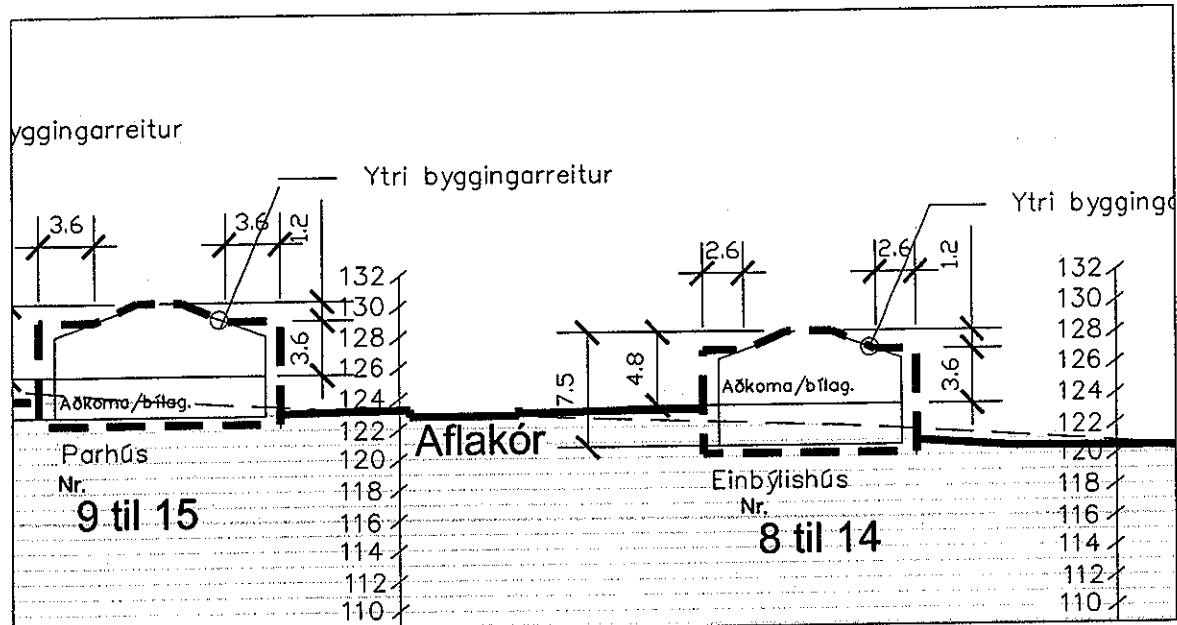 yggingarreitur
Ytri byggingarreitur
Ytri bygginga
3.6
3.6
1.2
3.6
2.6
2.6
1.2
3.6
7.5
4.8
132
130
128
126
124
122
120
118
116
114
112
110
132
130
128
126
124
122
120
118
116
114
112
110
Aðkoma/bílag.
Aðkoma/bílag.
Aflakór
Parhús
Nr.
9 til 15
Einbýlishús
Nr.
8 til 14